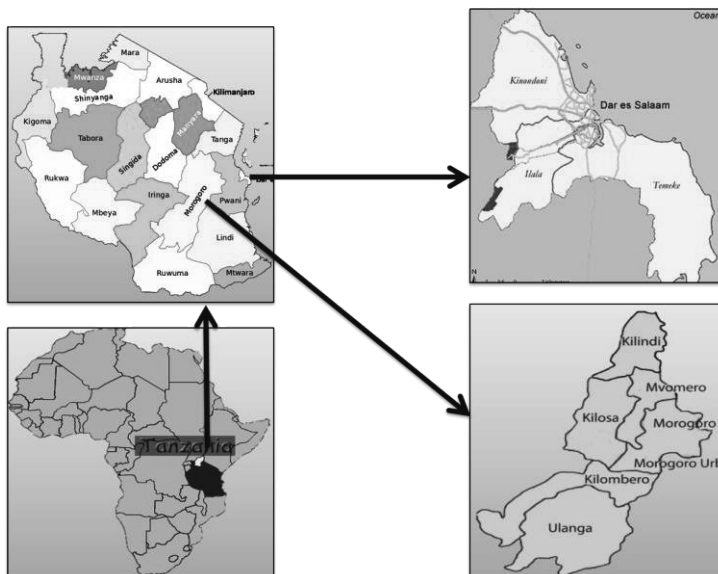 Mara
Mwanza
Arusha
Shinyanga
Kilimanjaro
Kigoma
Manyara
Tabora
Tanga
Singida
Dodoma
Rukwa
Iringa
Morogoro
Pwani
Mbeya
Lindi
Ruvuma
Mtwara
Ocean
Kinondoni
Dar es Salaam
Ilala
Temeke
N
Tanzania
Kilindi
Mvomero
Kilosa
Morogoro
Morogoro Urb
Kilombero
Ulanga